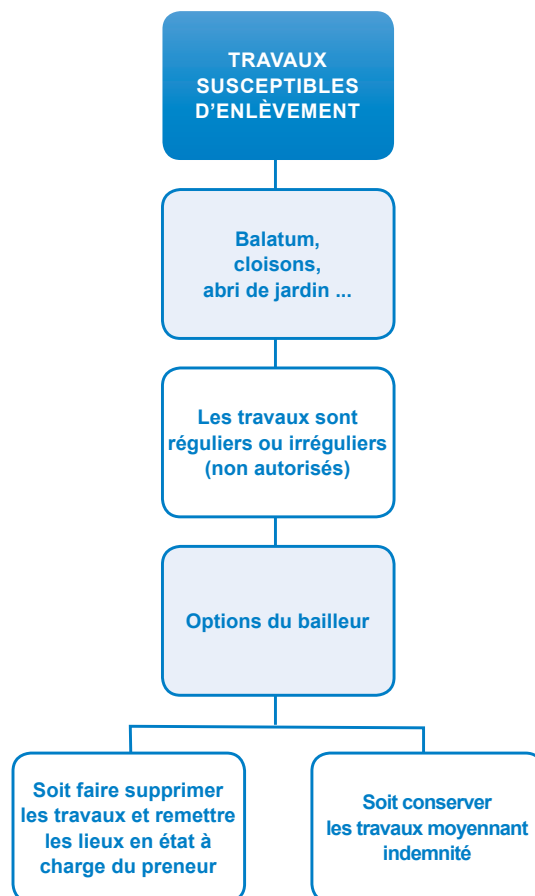 TRAVAUX
SUSCEPTIBLES
D’ENLÈVEMENT
Balatum,
cloisons,
abri de jardin ...
Les travaux sont
réguliers ou irréguliers
(non autorisés)
Options du bailleur
Soit faire supprimer
les travaux et remettre
les lieux en état à
charge du preneur
Soit conserver
les travaux moyennant
indemnité